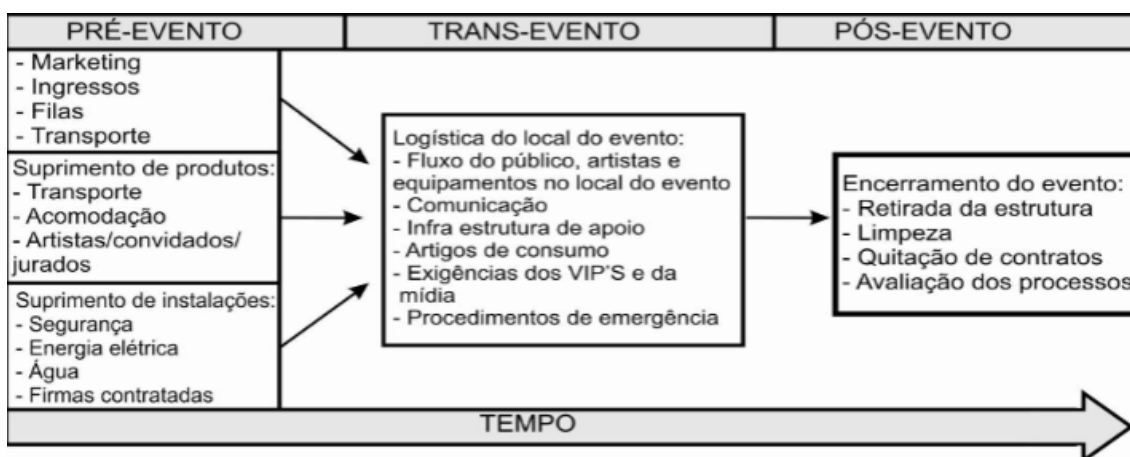 PRÉ-EVENTO
TRANS-EVENTO
PÓS-EVENTO
- Marketing
- Ingressos
- Filas
- Transporte
Suprimento de produtos:
- Transporte
- Acomodação
- Artistas/convidados/
jurados
Suprimento de instalações:
- Segurança
- Energia elétrica
- Água
- Firmas contratadas
Logística do local do evento:
- Fluxo do público, artistas e
equipamentos no local do evento
- Comunicação
- Infra estrutura de apoio
- Artigos de consumo
- Exigências dos VIP'S e da
mídia
- Procedimentos de emergência
Encerramento do evento:
- Retirada da estrutura
- Limpeza
- Quitação de contratos
- Avaliação dos processos
TEMPO